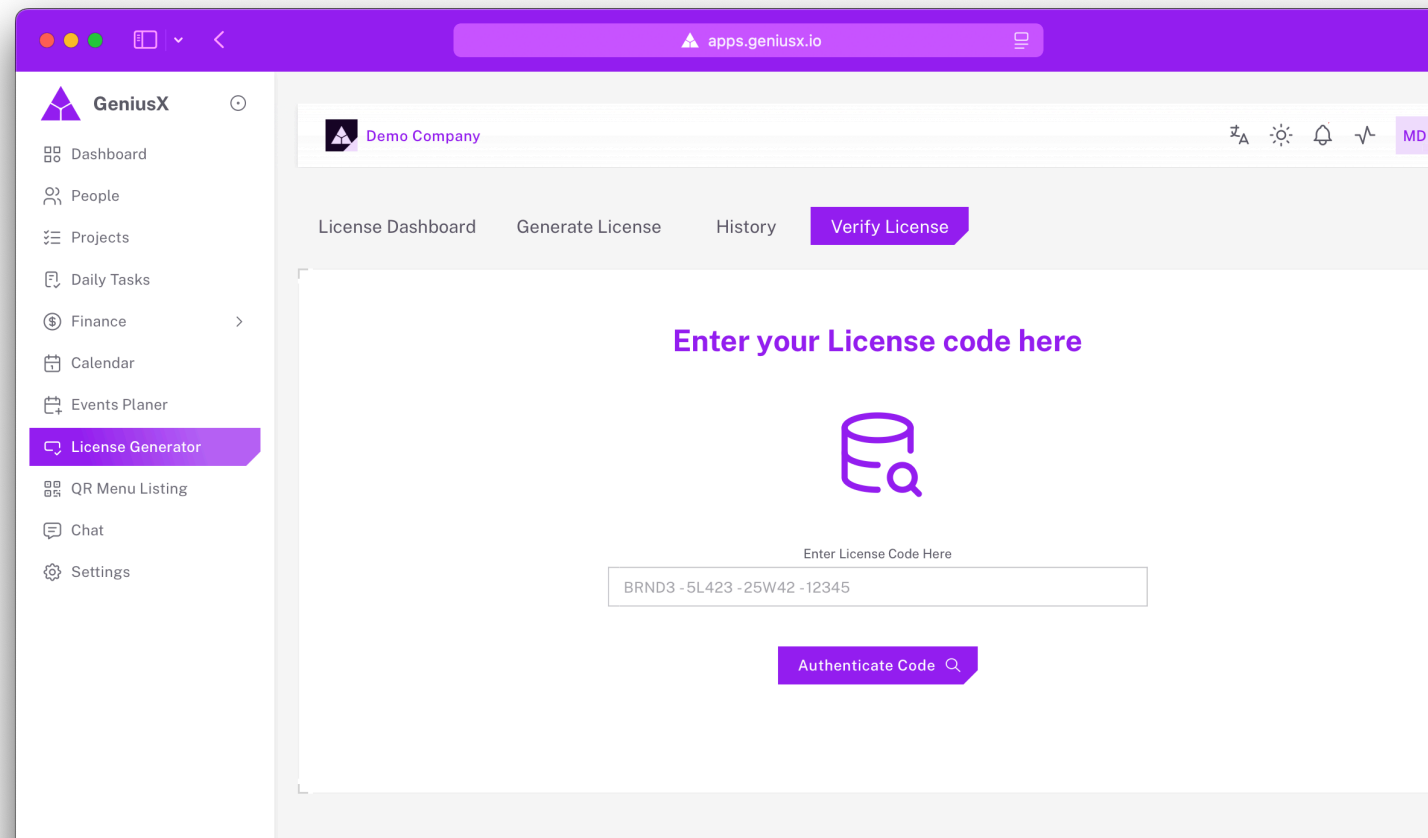 apps.geniusx.io
GeniusX
Dashboard
People
Projects
Daily Tasks
Finance
Calendar
Events Planer
License Generator
QR Menu Listing
Chat
Settings
Demo Company
MD
License Dashboard
Generate License
History
Verify License
Enter your License code here
Enter License Code Here
BRND3 - 5L423 - 25W42 - 12345
Authenticate Code